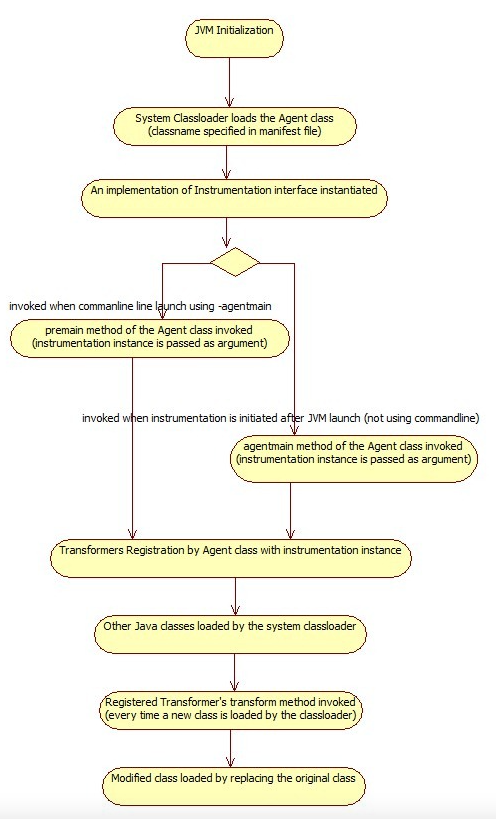 JVM Initialization
System Classloader loads the Agent class
(classname specified in manifest file)
An implementation of Instrumentation interface instantiated
invoked when commanline line launch using -agentmain
premain method of the Agent class invoked
(instrumentation instance is passed as argument)
invoked when instrumentation is initiated after JVM launch (not using commandline)
agentmain method of the Agent class invoked
(instrumentation instance is passed as argument)
Transformers Registration by Agent class with instrumentation instance
Other Java classes loaded by the system classloader
Registered Transformer's transform method invoked
(every time a new class is loaded by the classloader)
Modified class loaded by replacing the original class